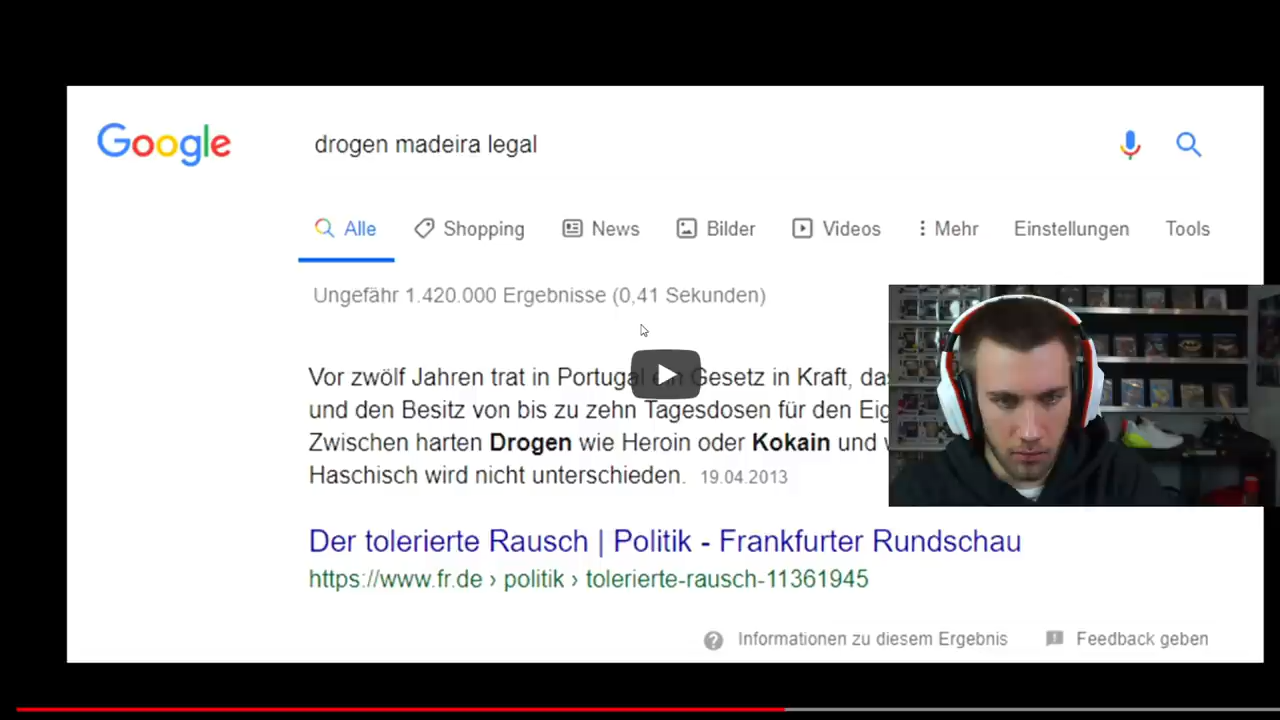 Google
drogen madeira legal
Alle Shopping News Bilder Videos Mehr Einstellungen Tools
Ungefähr 1.420.000 Ergebnisse (0,41 Sekunden)
Vor zwölf Jahren trat in Portugal ein Gesetz in Kraft,
und den Besitz von bis zu zehn Tagesdosen für den
Zwischen harten Drogen wie Heroin oder Kokain und
Haschisch wird nicht unterschieden. 19.04.2013
Der tolerierte Rausch | Politik - Frankfurter Rundschau
https://www.fr.de › politik › tolerierte-rausch-11361945
Informationen zu diesem Ergebnis Feedback geben